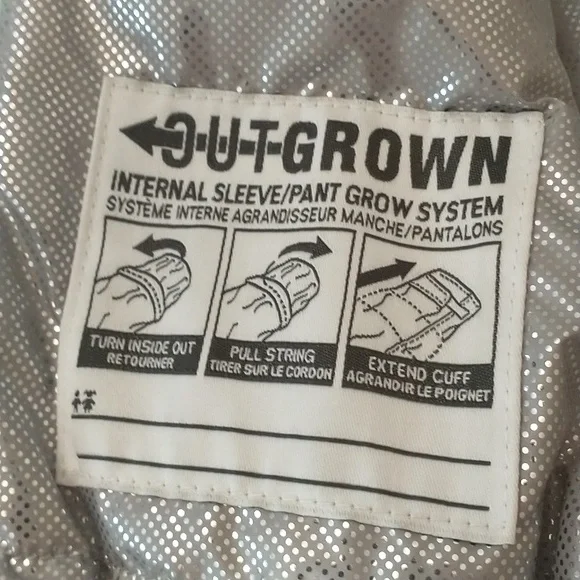 OUTGROWN
INTERNAL SLEEVE/PANT GROW SYSTEM
SYSTÈME INTERNE AGRANDISSEUR MANCHE/PANTALONS
TURN INSIDE OUT
RETOURNER
PULL STRING
TIRER SUR LE CORDON
EXTEND CUFF
AGRANDIR LE POIGNET